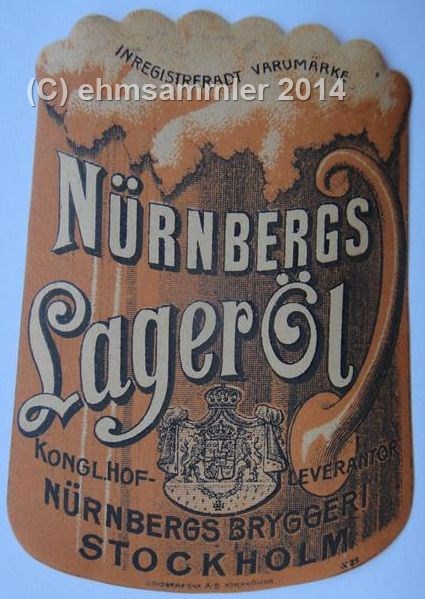 INREGISTRERADT VARUMÄRKE
(C) ehmsammler 2014
NÜRNBERGS
LagerÖl
KONGL. HOF- LEVERANTÖR
NÜRNBERGS BRYGGERI
STOCKHOLM